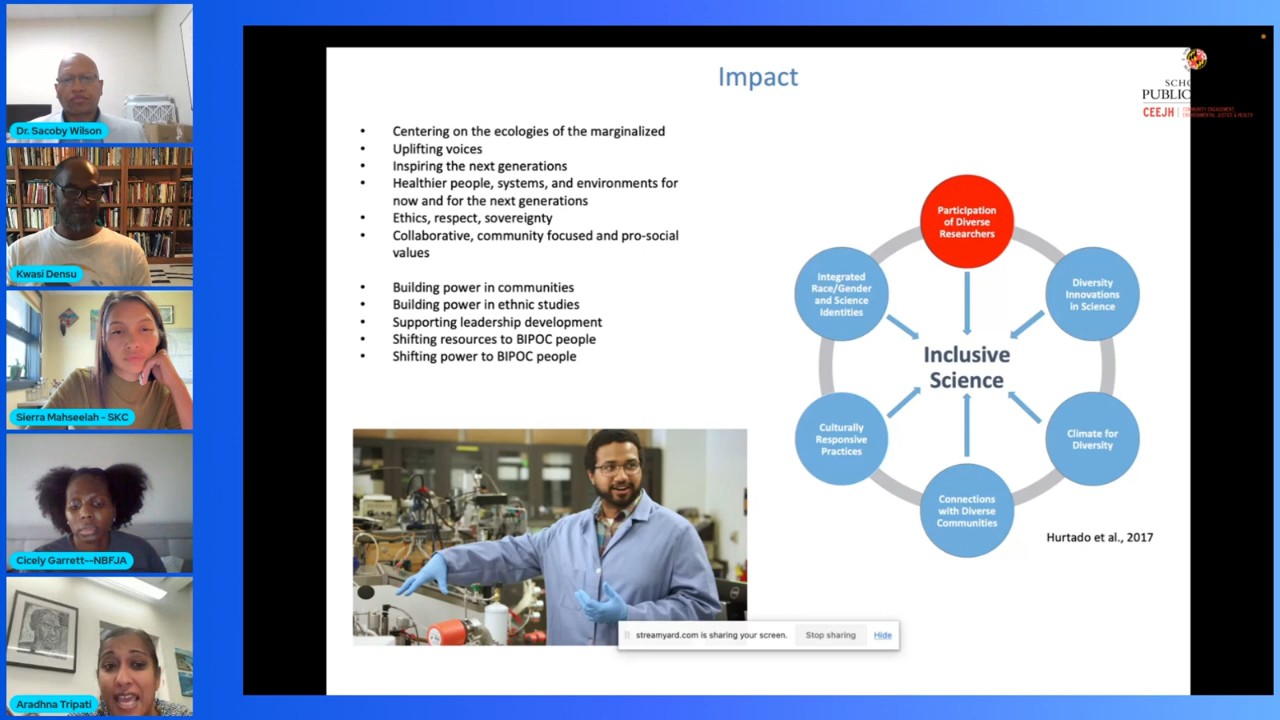 Dr. Sacoby Wilson
Kwasi Densu
Sierra Mahseelah - SKC
Cicely Garrett--NBFJA
Aradhna Tripati
Impact
SCHO
PUBLIC
CEEJH
COMMUNITY ENGAGEMENT,
ENVIRONMENTAL JUSTICE & HEALTH
• Centering on the ecologies of the marginalized
• Uplifting voices
• Inspiring the next generations
• Healthier people, systems, and environments for
now and for the next generations
• Ethics, respect, sovereignty
• Collaborative, community focused and pro-social
values
• Building power in communities
• Building power in ethnic studies
• Supporting leadership development
• Shifting resources to BIPOC people
• Shifting power to BIPOC people
Participation
of Diverse
Researchers
Diversity
Innovations
in Science
Climate for
Diversity
Connections
with Diverse
Communities
Culturally
Responsive
Practices
Integrated
Race/Gender
and Science
Identities
Inclusive
Science
Hurtado et al., 2017
streamyard.com is sharing your screen.
Stop sharing
Hide